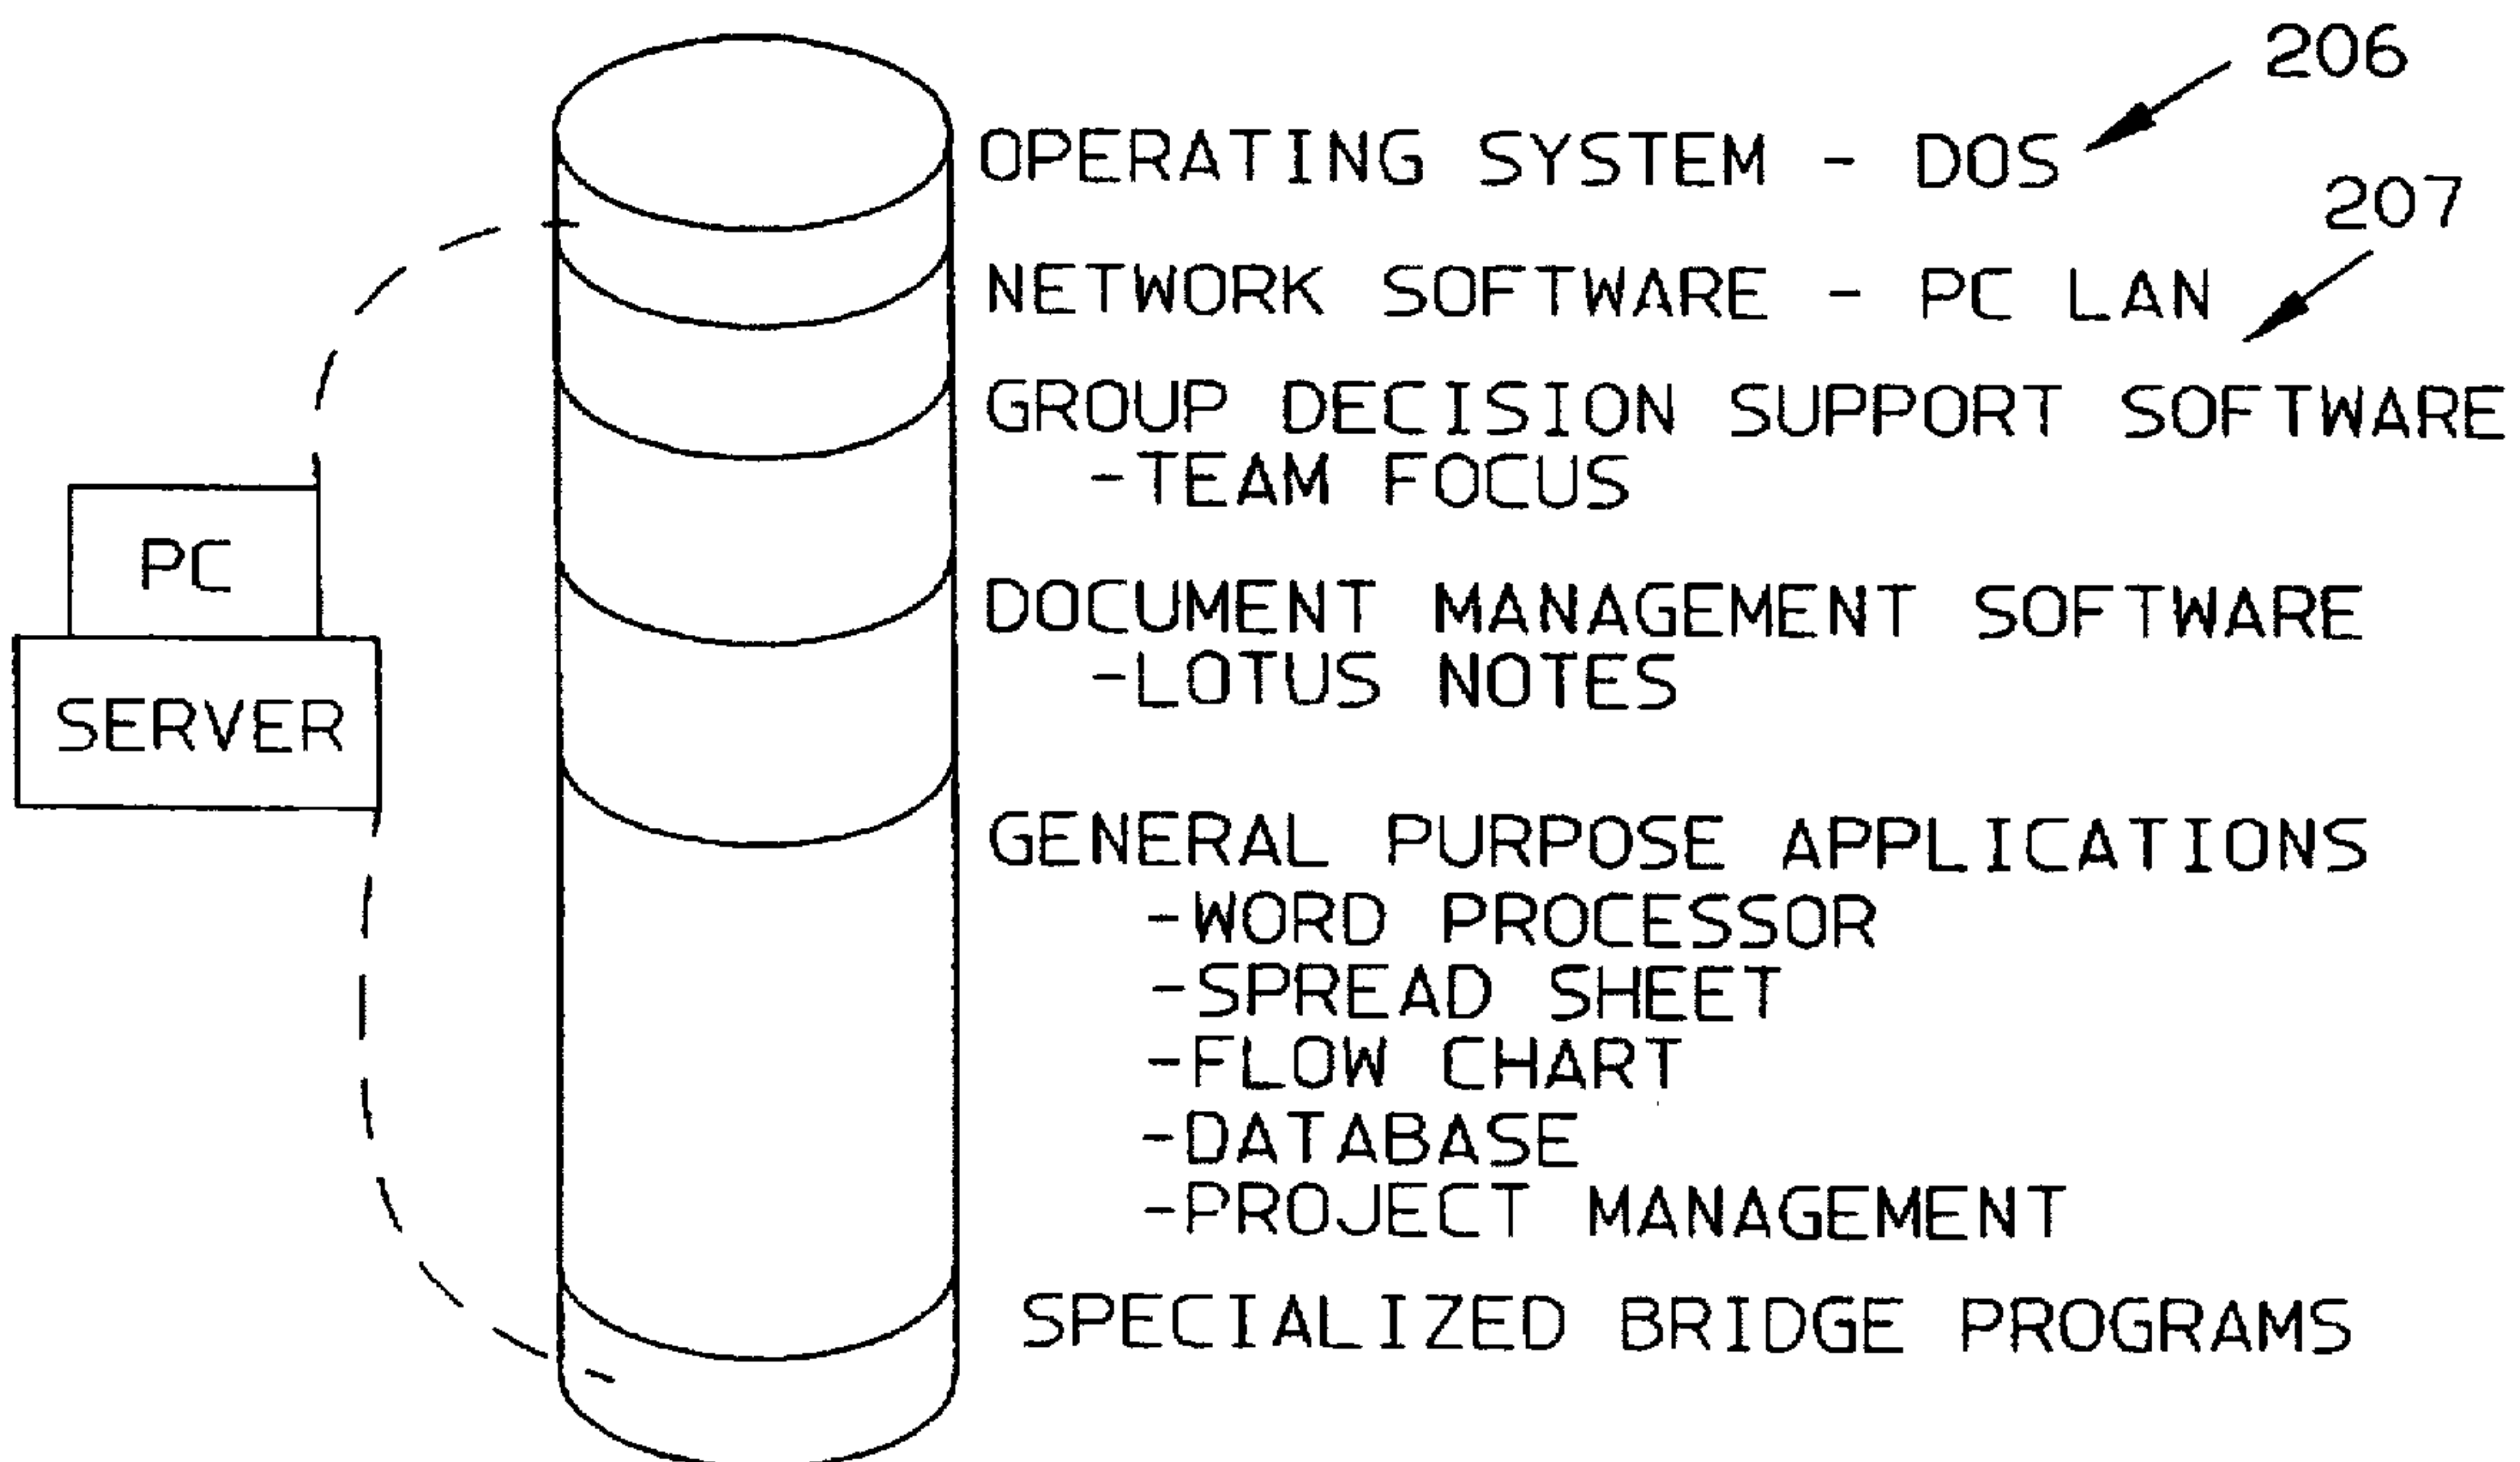 206
OPERATING SYSTEM - DOS
207
NETWORK SOFTWARE - PC LAN
GROUP DECISION SUPPORT SOFTWARE
-TEAM FOCUS
PC
DOCUMENT MANAGEMENT SOFTWARE
-LOTUS NOTES
SERVER
GENERAL PURPOSE APPLICATIONS
-WORD PROCESSOR
-SPREAD SHEET
-FLOW CHART
-DATABASE
-PROJECT MANAGEMENT
SPECIALIZED BRIDGE PROGRAMS